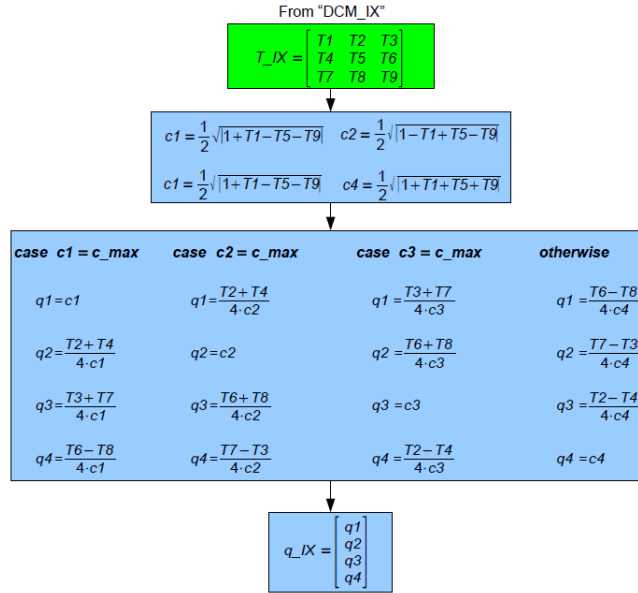 From “DCM_IX”
T_IX = [T1 T2 T3
T4 T5 T6
T7 T8 T9]
c1 = 1/2 √|1+T1−T5−T9| c2 = 1/2 √|1−T1+T5−T9|
c1 = 1/2 √|1+T1−T5−T9| c4 = 1/2 √|1+T1+T5+T9|
case c1 = c_max case c2 = c_max case c3 = c_max otherwise
q1 = c1 q1 = (T2+T4)/(4·c2) q1 = (T3+T7)/(4·c3) q1 = (T6−T8)/(4·c4)
q2 = (T2+T4)/(4·c1) q2 = c2 q2 = (T6+T8)/(4·c3) q2 = (T7−T3)/(4·c4)
q3 = (T3+T7)/(4·c1) q3 = (T6+T8)/(4·c2) q3 = c3 q3 = (T2−T4)/(4·c4)
q4 = (T6−T8)/(4·c1) q4 = (T7−T3)/(4·c2) q4 = (T2−T4)/(4·c3) q4 = c4
q_IX = [q1
q2
q3
q4]